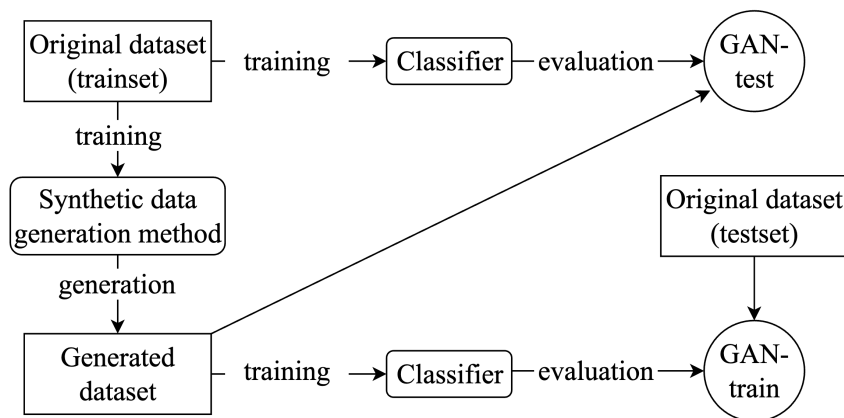 Original dataset
(trainset)
training
Classifier
evaluation
GAN-
test
training
Synthetic data
generation method
Original dataset
(testset)
generation
Generated
dataset
training
Classifier
evaluation
GAN-
train